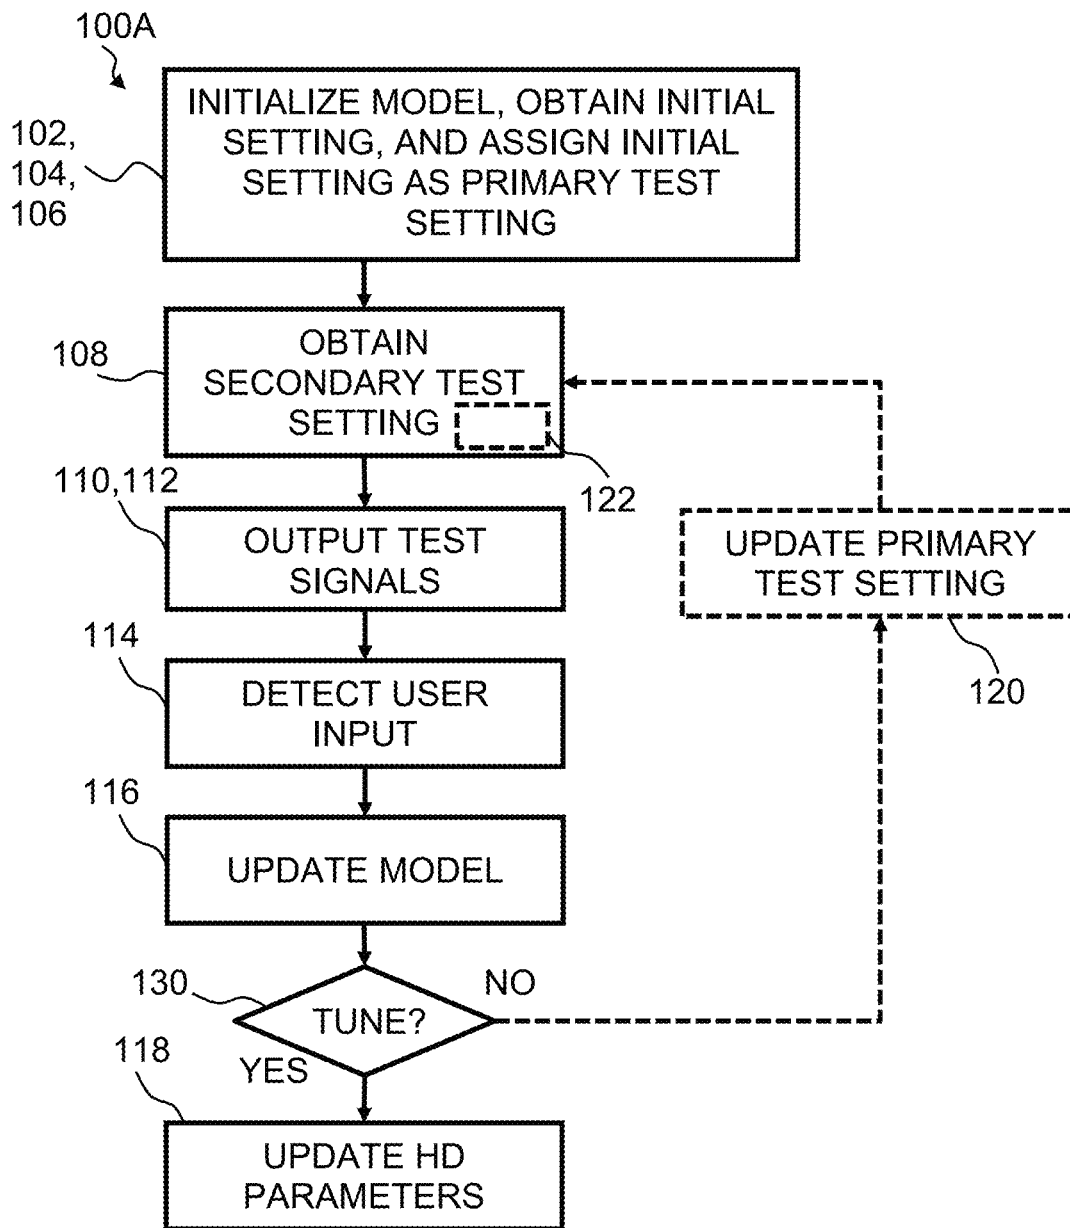 100A
INITIALIZE MODEL, OBTAIN INITIAL
SETTING, AND ASSIGN INITIAL
SETTING AS PRIMARY TEST
SETTING
102,
104,
106
108
OBTAIN
SECONDARY TEST
SETTING
122
110,112
OUTPUT TEST
SIGNALS
UPDATE PRIMARY
TEST SETTING
120
114
DETECT USER
INPUT
116
UPDATE MODEL
130
TUNE?
NO
YES
118
UPDATE HD
PARAMETERS